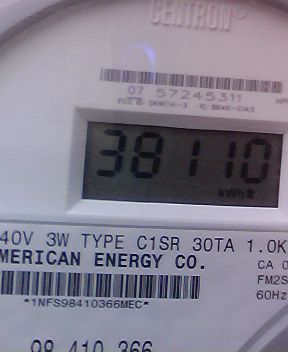 CENTRON®
07 57245311
38110
kWh
40V 3W TYPE C1SR 30TA 1.0K
MERICAN ENERGY CO.
CA 0
*1NFS98410366MEC*
FM2S
60Hz
98 410 366